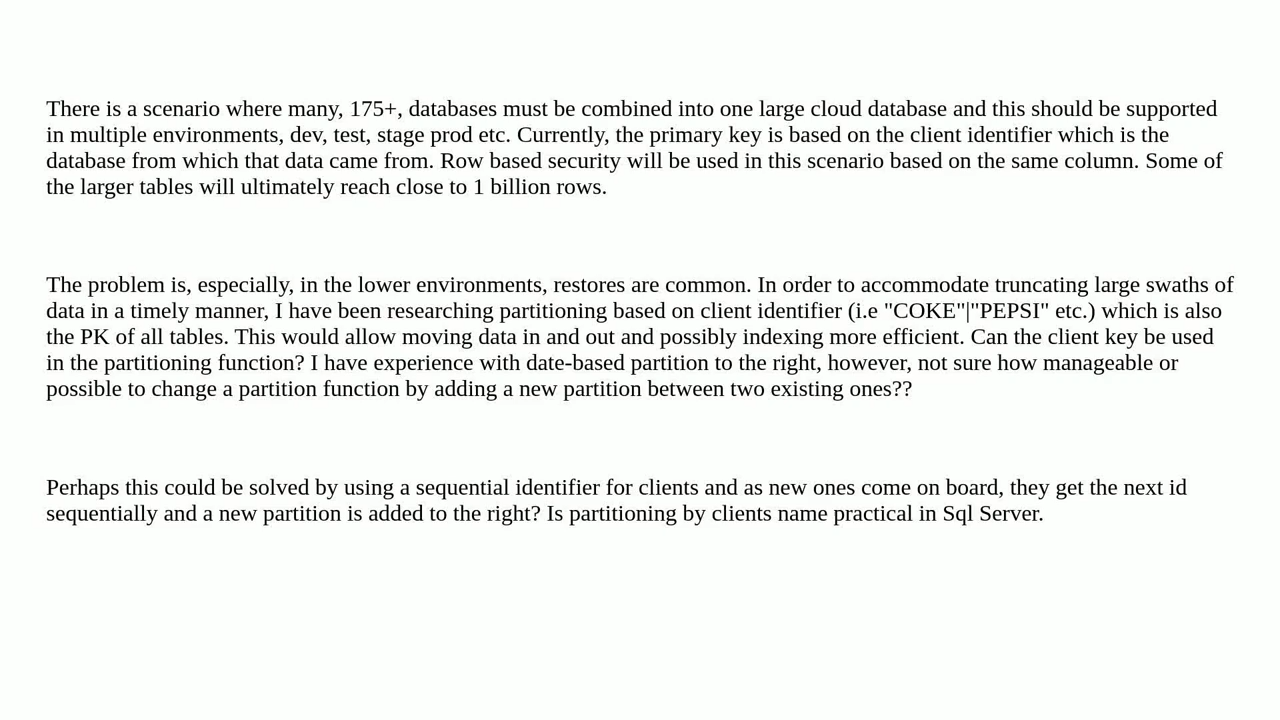 There is a scenario where many, 175+, databases must be combined into one large cloud database and this should be supported
in multiple environments, dev, test, stage prod etc. Currently, the primary key is based on the client identifier which is the
database from which that data came from. Row based security will be used in this scenario based on the same column. Some of
the larger tables will ultimately reach close to 1 billion rows.
The problem is, especially, in the lower environments, restores are common. In order to accommodate truncating large swaths of
data in a timely manner, I have been researching partitioning based on client identifier (i.e "COKE"|"PEPSI" etc.) which is also
the PK of all tables. This would allow moving data in and out and possibly indexing more efficient. Can the client key be used
in the partitioning function? I have experience with date-based partition to the right, however, not sure how manageable or
possible to change a partition function by adding a new partition between two existing ones??
Perhaps this could be solved by using a sequential identifier for clients and as new ones come on board, they get the next id
sequentially and a new partition is added to the right? Is partitioning by clients name practical in Sql Server.